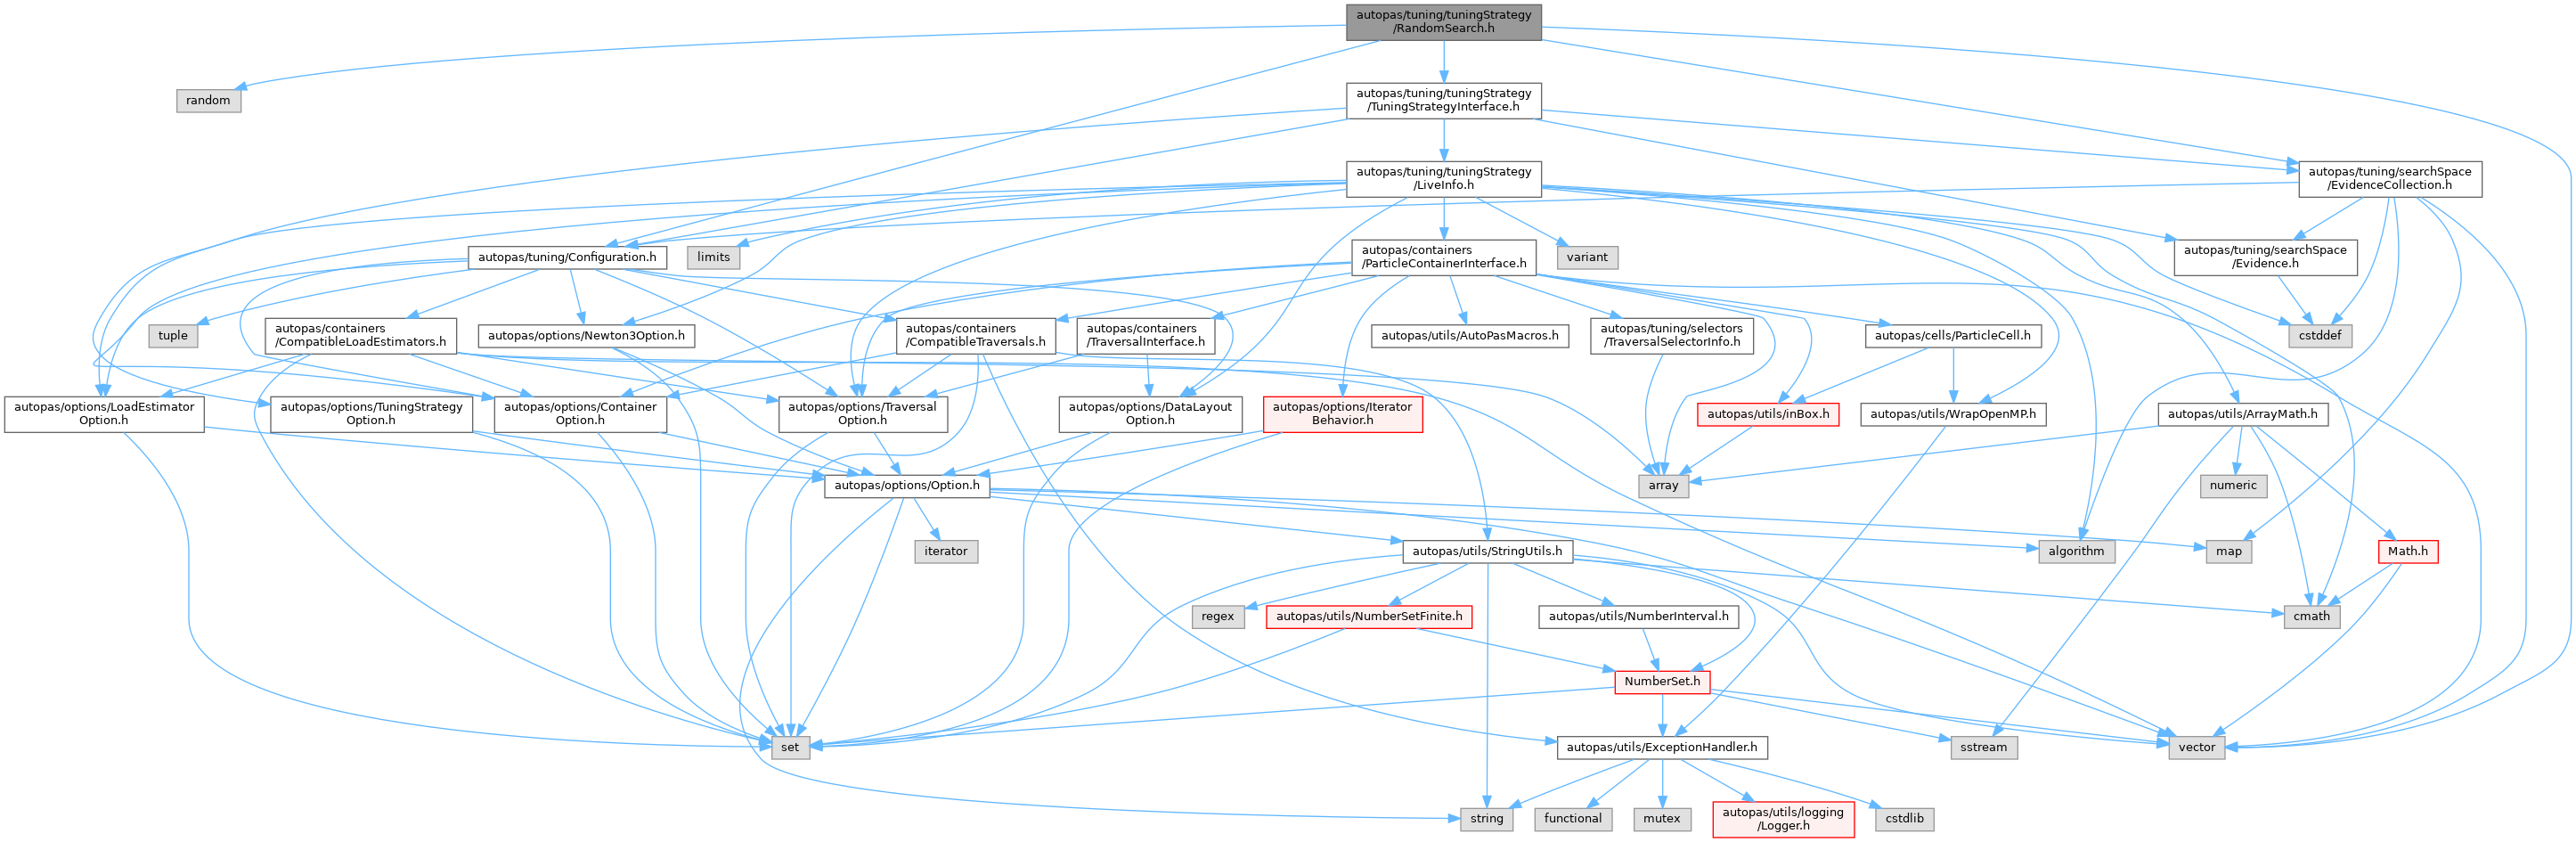 autopas/tuning/tuningStrategy
/RandomSearch.h
random
autopas/tuning/tuningStrategy
/TuningStrategyInterface.h
autopas/tuning/tuningStrategy
/LiveInfo.h
autopas/tuning/searchSpace
/EvidenceCollection.h
autopas/tuning/Configuration.h
limits
autopas/containers
/ParticleContainerInterface.h
variant
autopas/tuning/searchSpace
/Evidence.h
tuple
autopas/containers
/CompatibleLoadEstimators.h
autopas/options/Newton3Option.h
autopas/containers
/CompatibleTraversals.h
autopas/containers
/TraversalInterface.h
autopas/utils/AutoPasMacros.h
autopas/tuning/selectors
/TraversalSelectorInfo.h
autopas/cells/ParticleCell.h
cstddef
autopas/options/LoadEstimator
Option.h
autopas/options/TuningStrategy
Option.h
autopas/options/Container
Option.h
autopas/options/Traversal
Option.h
autopas/options/DataLayout
Option.h
autopas/options/Iterator
Behavior.h
autopas/utils/inBox.h
autopas/utils/WrapOpenMP.h
autopas/utils/ArrayMath.h
autopas/options/Option.h
array
numeric
iterator
autopas/utils/StringUtils.h
algorithm
map
Math.h
regex
autopas/utils/NumberSetFinite.h
autopas/utils/NumberInterval.h
cmath
NumberSet.h
set
autopas/utils/ExceptionHandler.h
sstream
vector
string
functional
mutex
autopas/utils/logging
/Logger.h
cstdlib